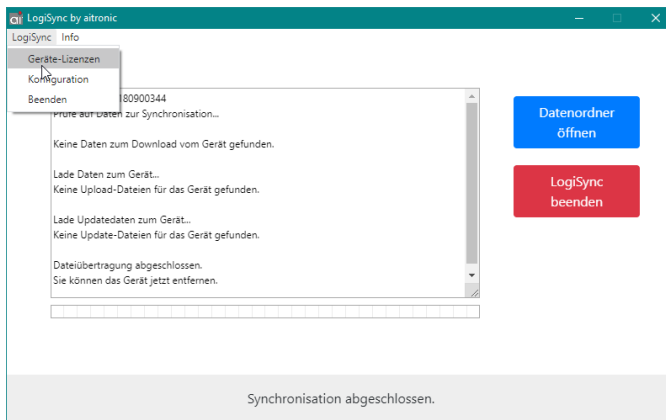 LogiSync by aitronic
LogiSync Info
Geräte-Lizenzen
Konfiguration
Beenden
180900344
Prüfe auf Daten zur Synchronisation...
Keine Daten zum Download vom Gerät gefunden.
Lade Daten zum Gerät...
Keine Upload-Dateien für das Gerät gefunden.
Lade Updatedaten zum Gerät...
Keine Update-Dateien für das Gerät gefunden.
Dateiübertragung abgeschlossen.
Sie können das Gerät jetzt entfernen.
Datenordner
öffnen
LogiSync
beenden
Synchronisation abgeschlossen.